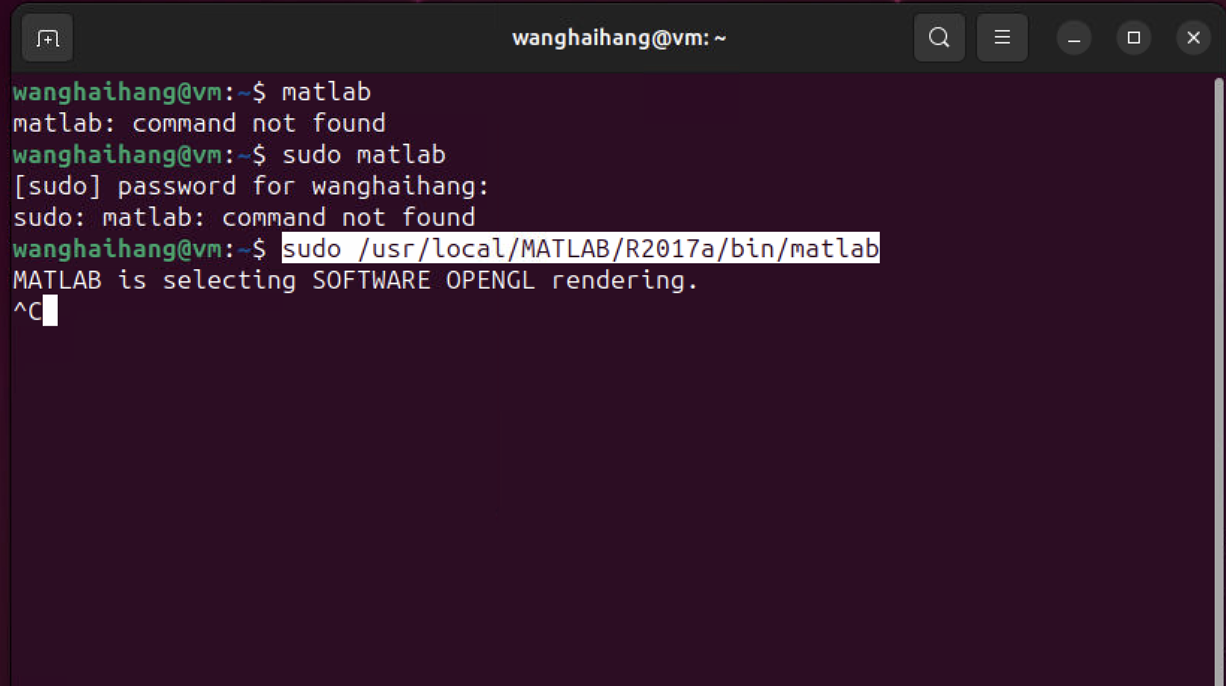 wanghaihang@vm: ~
wanghaihang@vm:~$ matlab
matlab: command not found
wanghaihang@vm:~$ sudo matlab
[sudo] password for wanghaihang:
sudo: matlab: command not found
wanghaihang@vm:~$ sudo /usr/local/MATLAB/R2017a/bin/matlab
MATLAB is selecting SOFTWARE OPENGL rendering.
^C